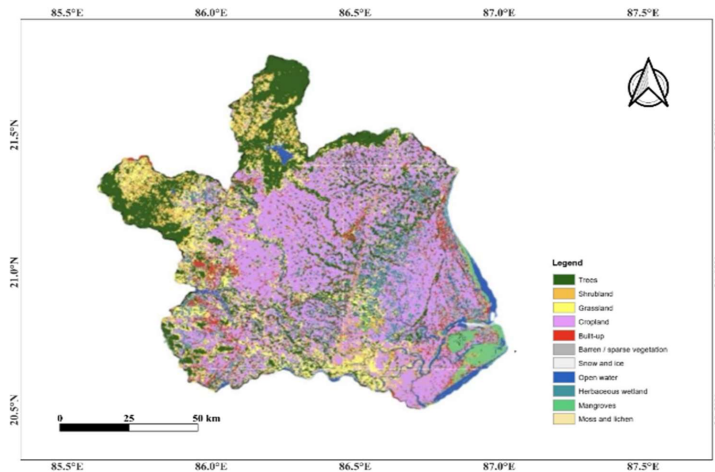 85.5°E 86.0°E 86.5°E 87.0°E 87.5°E
21.5°N
21.0°N
20.5°N
Legend
Trees
Shrubland
Grassland
Cropland
Built-up
Barren / sparse vegetation
Snow and ice
Open water
Herbaceous wetland
Mangroves
Moss and lichen
0 25 50 km
85.5°E 86.0°E 86.5°E 87.0°E 87.5°E